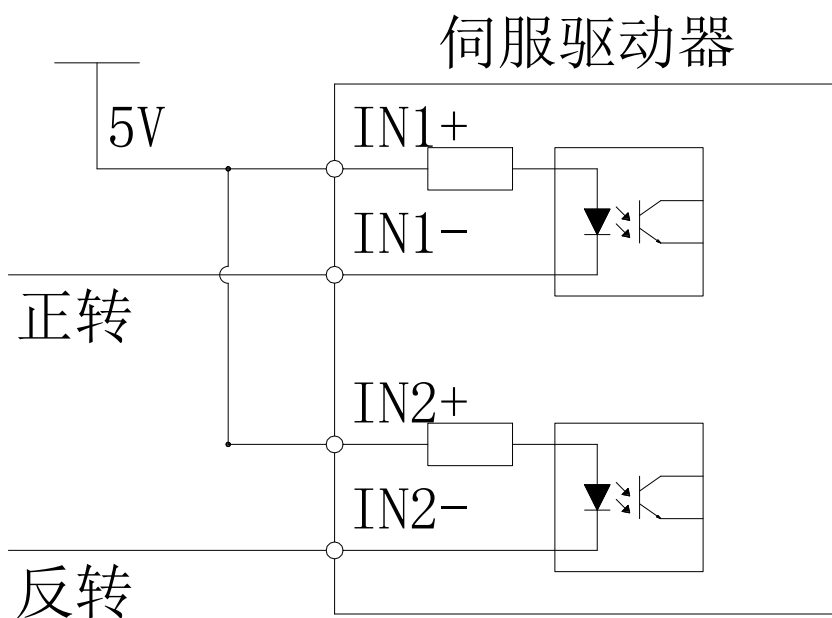 伺服驱动器
5V
IN1+
IN1-
正转
IN2+
IN2-
反转